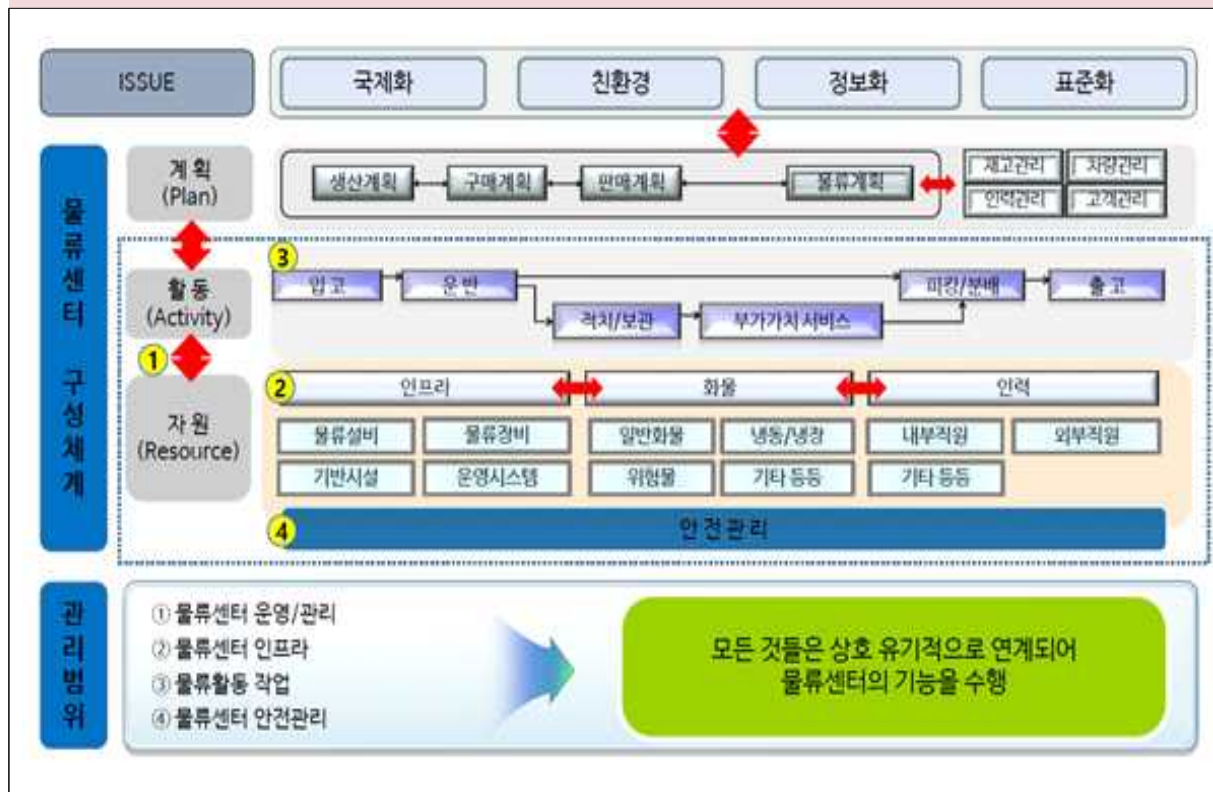 ISSUE
국제화
친환경
정보화
표준화
물류센터 구성체계
계획
(Plan)
생산계획
구매계획
판매계획
물류계획
재고관리
차량관리
인력관리
고객관리
활동
(Activity)
③
입고
운반
적치/보관
부가가치 서비스
피킹/분배
출고
①
자원
(Resource)
②
인프리
화물
인력
물류설비
물류장비
일반화물
냉동/냉장
내부직원
외부직원
기반시설
운영시스템
위험물
기타 등등
기타 등등
④
안전관리
관리범위
① 물류센터 운영/관리
② 물류센터 인프라
③ 물류활동 작업
④ 물류센터 안전관리
모든 것들은 상호 유기적으로 연계되어
물류센터의 기능을 수행